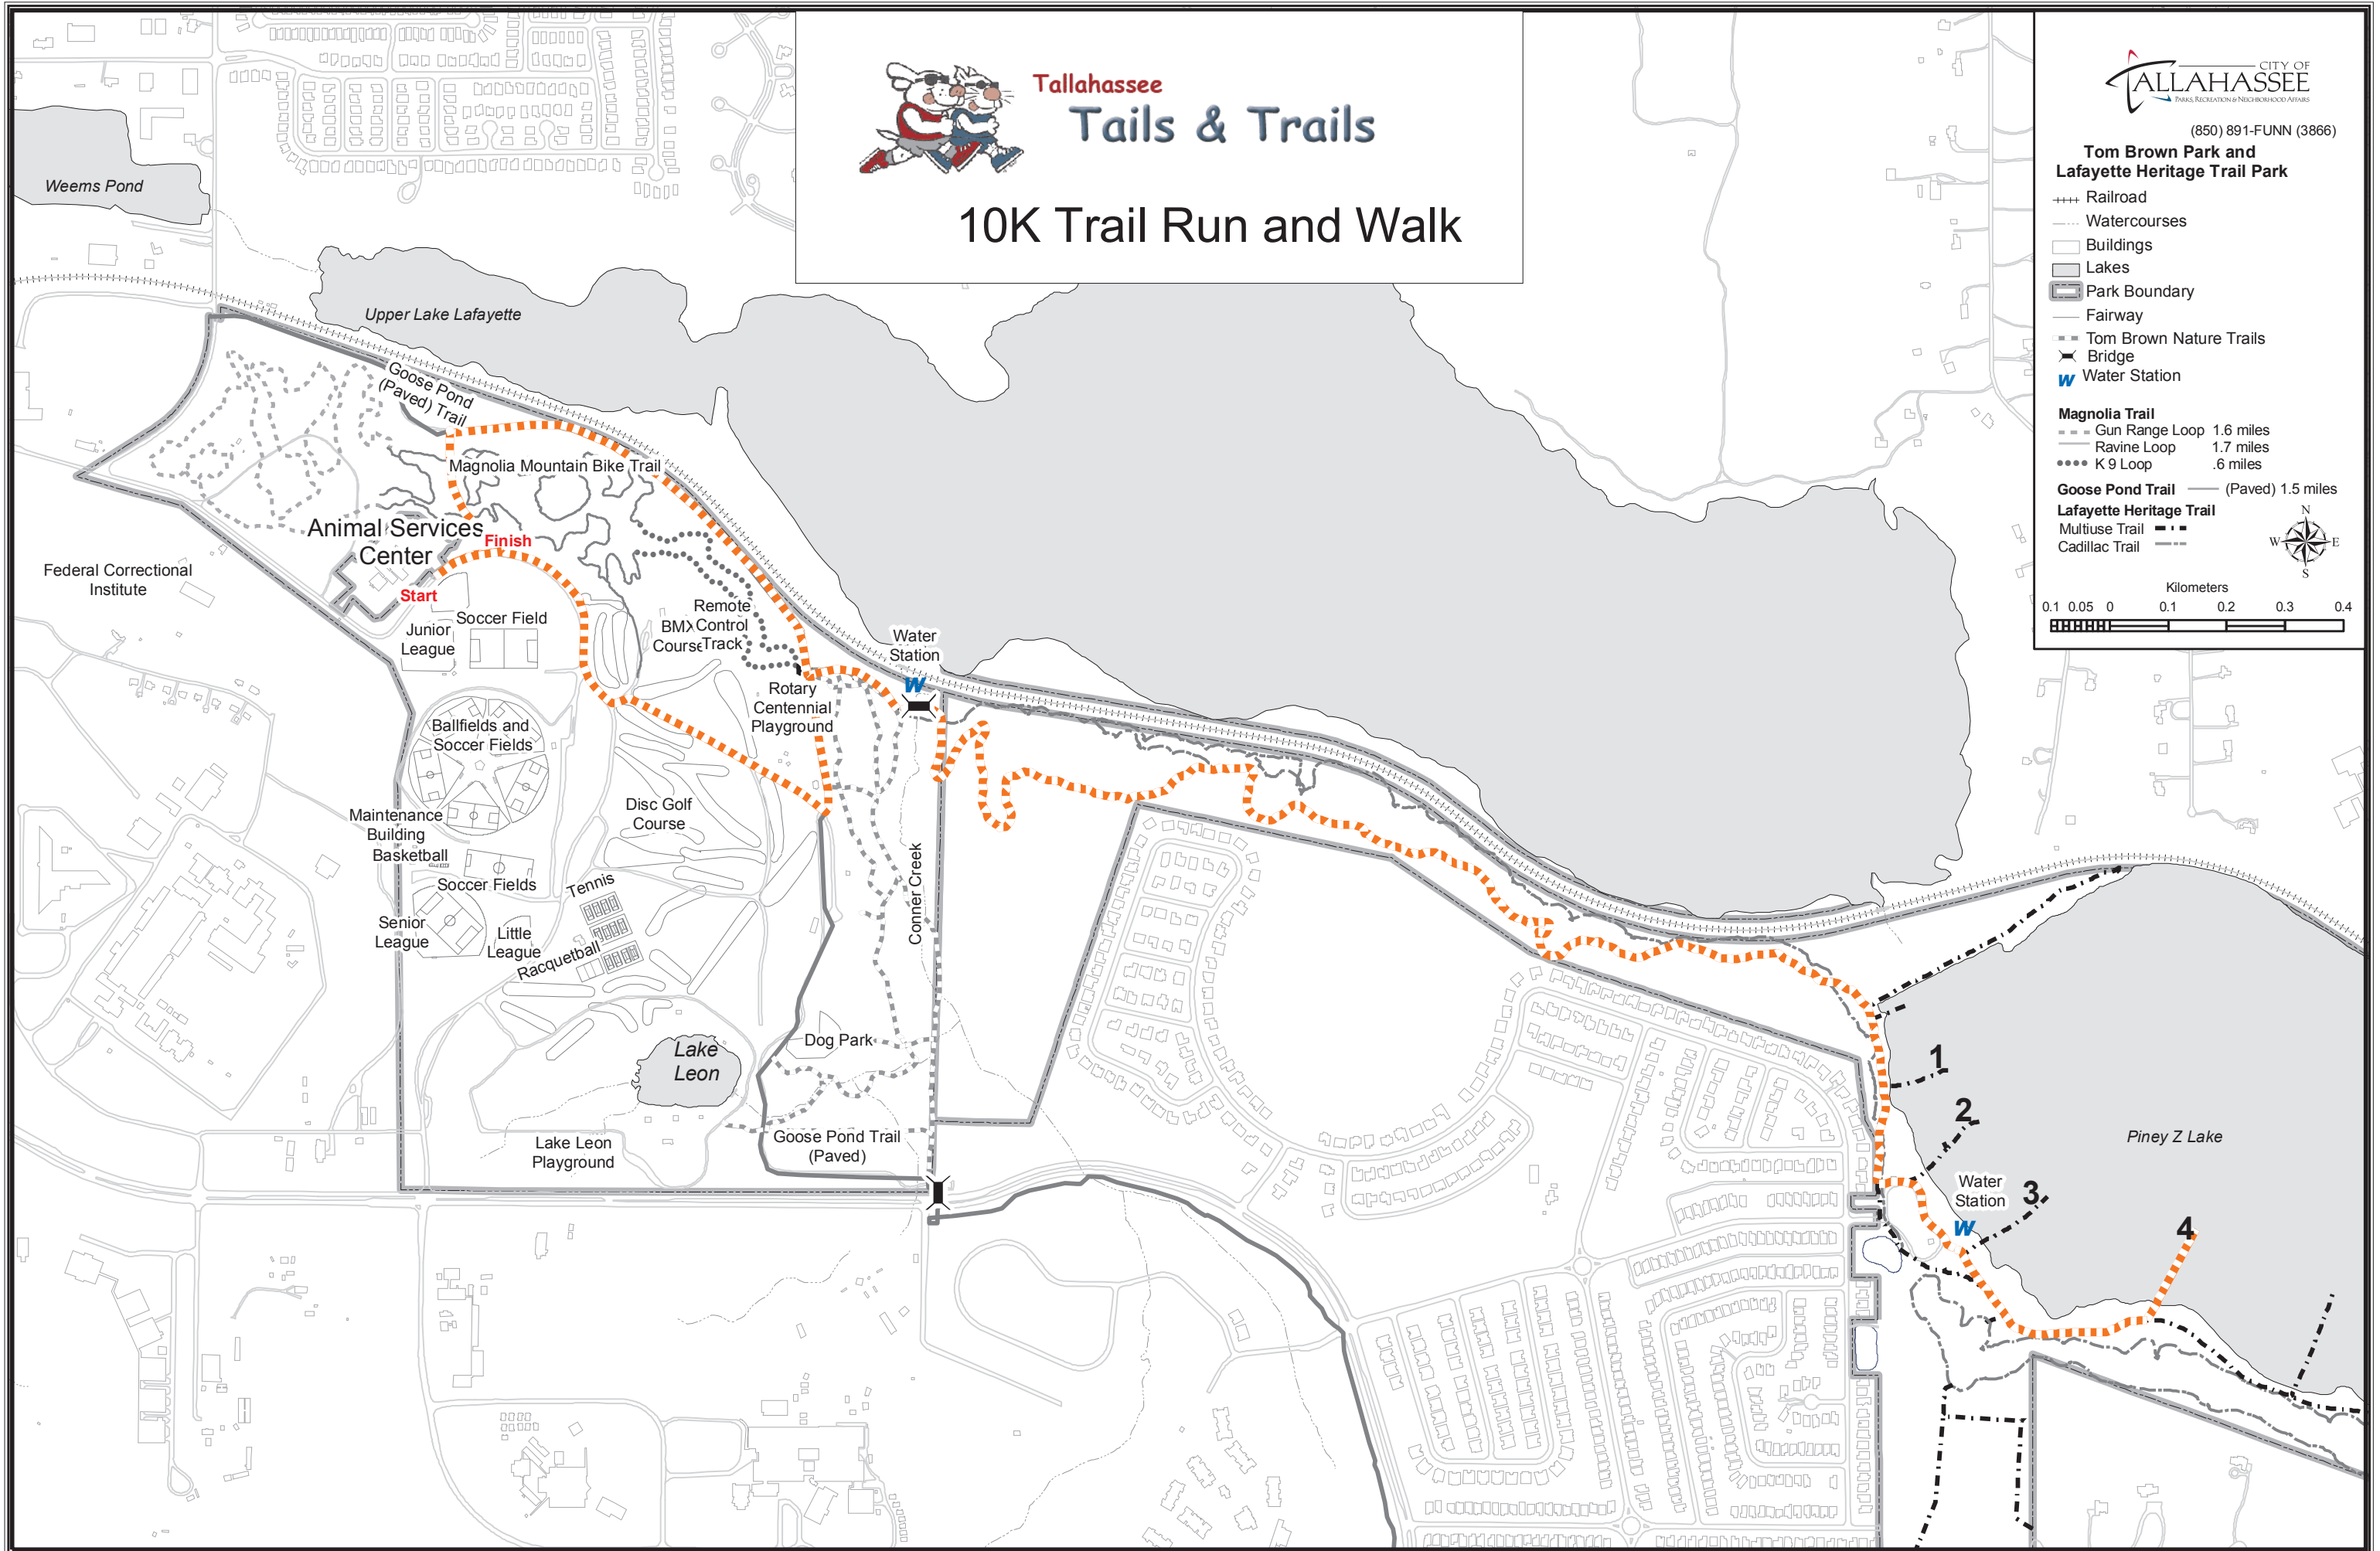 Tallahassee
Tails & Trails
10K Trail Run and Walk
CITY OF
TALLAHASSEE
PARKS, RECREATION & NEIGHBORHOOD AFFAIRS
(850) 891-FUNN (3866)
Tom Brown Park and
Lafayette Heritage Trail Park
Railroad
Watercourses
Buildings
Lakes
Park Boundary
Fairway
Tom Brown Nature Trails
Bridge
W Water Station
Magnolia Trail
Gun Range Loop 1.6 miles
Ravine Loop 1.7 miles
K 9 Loop .6 miles
Goose Pond Trail (Paved) 1.5 miles
Lafayette Heritage Trail
Multiuse Trail
Cadillac Trail
N
W E
S
Kilometers
0.1 0.05 0 0.1 0.2 0.3 0.4
Weems Pond
Upper Lake Lafayette
Goose Pond
(Paved) Trail
Magnolia Mountain Bike Trail
Animal Services
Center
Finish
Start
Federal Correctional
Institute
Soccer Field
Junior
League
Remote
Control
Track
BMX
Course
Water
Station
W
Rotary
Centennial
Playground
Ballfields and
Soccer Fields
Disc Golf
Course
Maintenance
Building
Basketball
Soccer Fields
Tennis
Senior
League
Little
League
Racquetball
Conner Creek
Dog Park
Lake
Leon
Lake Leon
Playground
Goose Pond Trail
(Paved)
1
2
3
4
Water
Station
W
Piney Z Lake